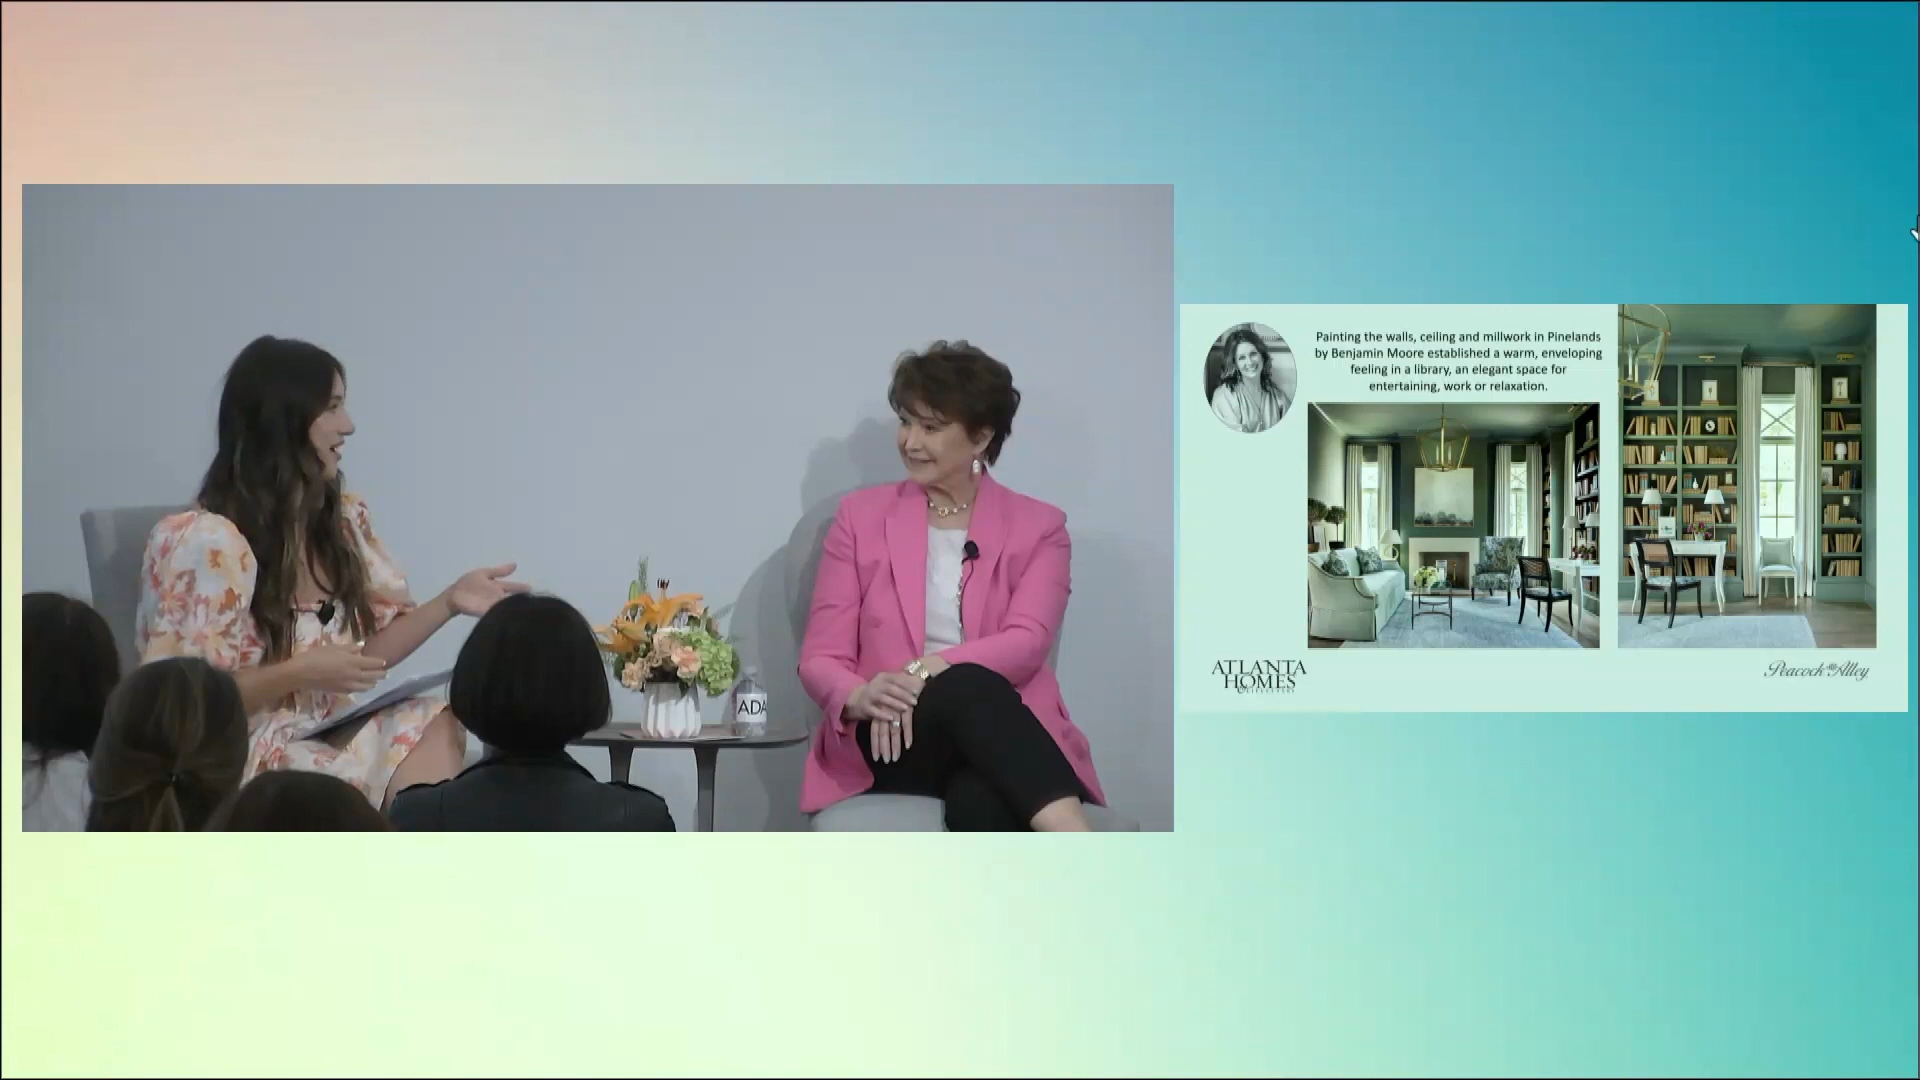 Painting the walls, ceiling and millwork in Pinelands
by Benjamin Moore established a warm, enveloping
feeling in a library, an elegant space for
entertaining, work or relaxation.
ADA
ATLANTA
HOMES
& LIFESTYLES
Peacock Alley